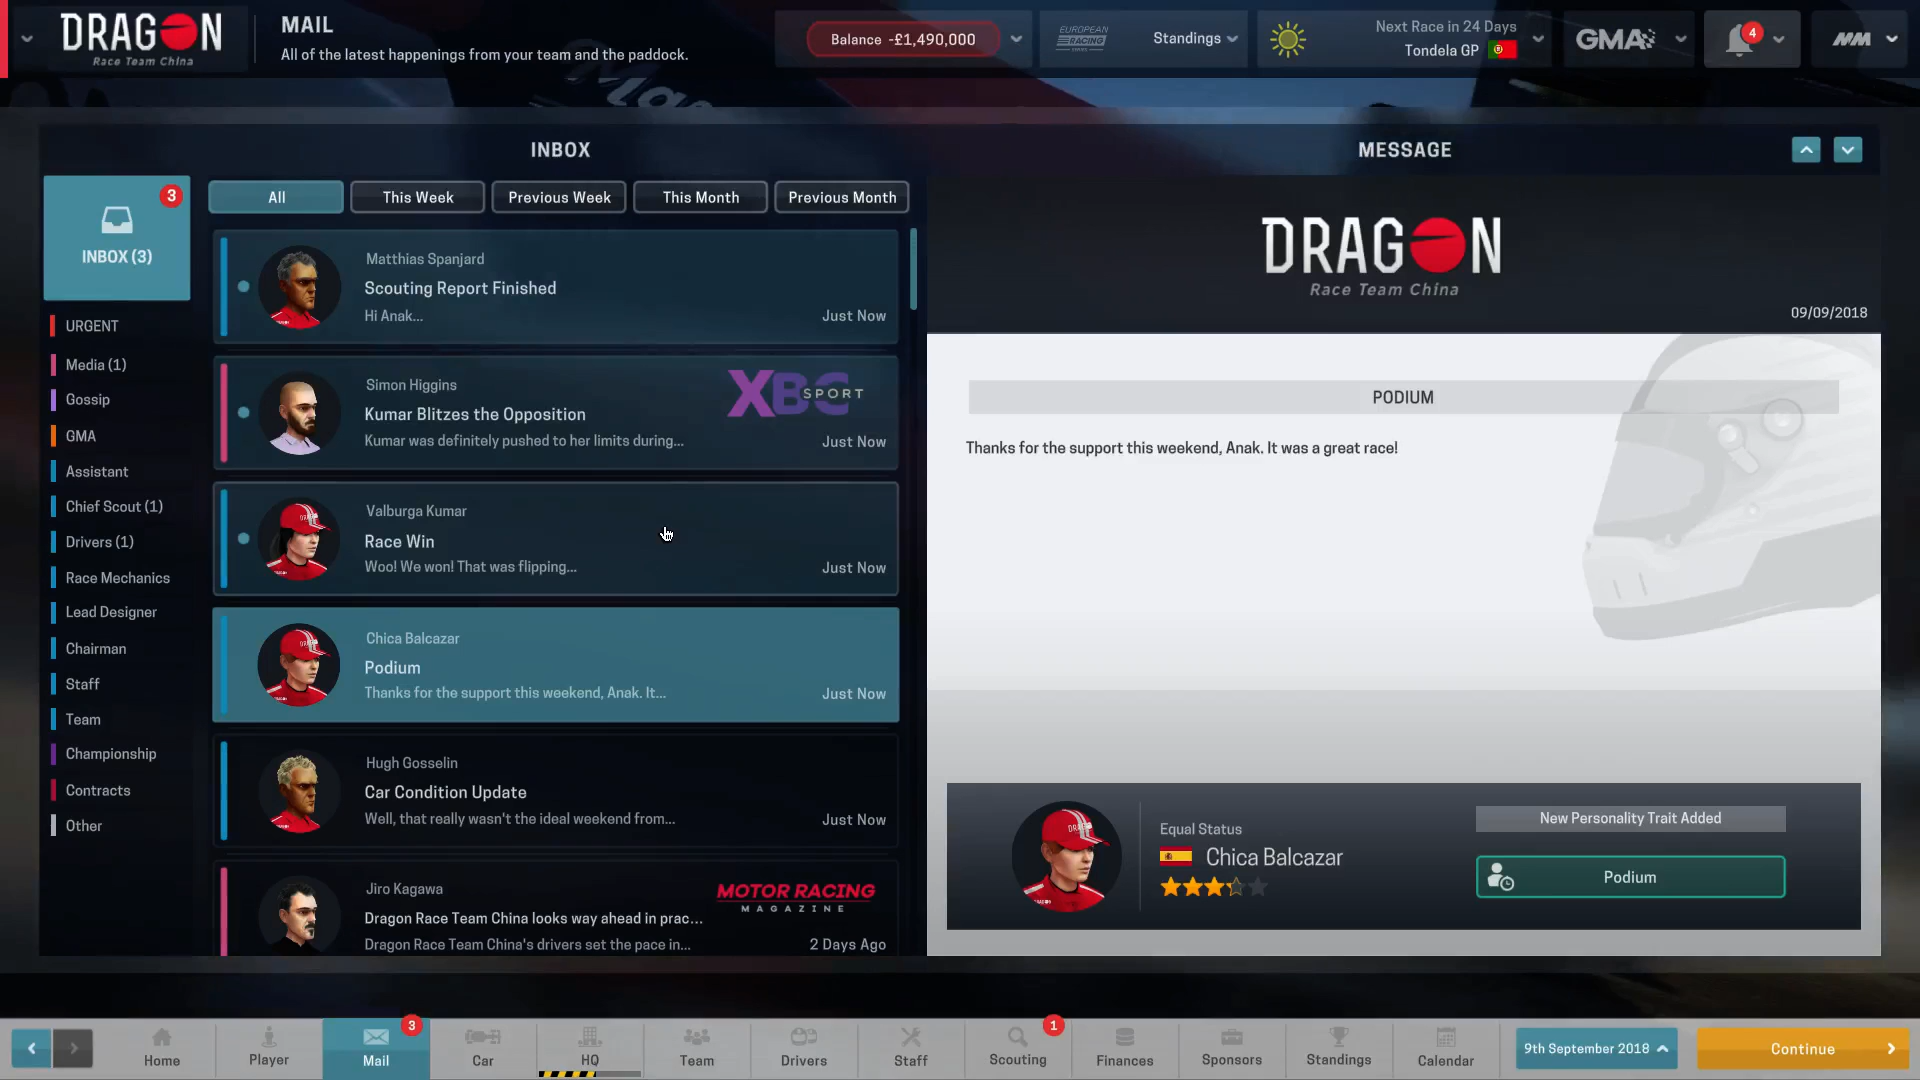 DRAGON
Race Team China
MAIL
All of the latest happenings from your team and the paddock.
Balance -£1,490,000
EUROPEAN
RACING
Standings
Next Race in 24 Days
Tondela GP
GMA
4
MM
INBOX
MESSAGE
3
INBOX (3)
All
This Week
Previous Week
This Month
Previous Month
URGENT
Media (1)
Gossip
GMA
Assistant
Chief Scout (1)
Drivers (1)
Race Mechanics
Lead Designer
Chairman
Staff
Team
Championship
Contracts
Other
Matthias Spanjard
Scouting Report Finished
Hi Anak...
Just Now
Simon Higgins
Kumar Blitzes the Opposition
Kumar was definitely pushed to her limits during...
Just Now
XBC SPORT
Valburga Kumar
Race Win
Woo! We won! That was flipping...
Just Now
Chica Balcazar
Podium
Thanks for the support this weekend, Anak. It...
Just Now
Hugh Gosselin
Car Condition Update
Well, that really wasn't the ideal weekend from...
Just Now
Jiro Kagawa
Dragon Race Team China looks way ahead in prac...
Dragon Race Team China's drivers set the pace in...
2 Days Ago
MOTOR RACING
MAGAZINE
DRAGON
Race Team China
09/09/2018
PODIUM
Thanks for the support this weekend, Anak. It was a great race!
Equal Status
Chica Balcazar
New Personality Trait Added
Podium
Home
Player
Mail
3
Car
HQ
Team
Drivers
Staff
Scouting
1
Finances
Sponsors
Standings
Calendar
9th September 2018
Continue